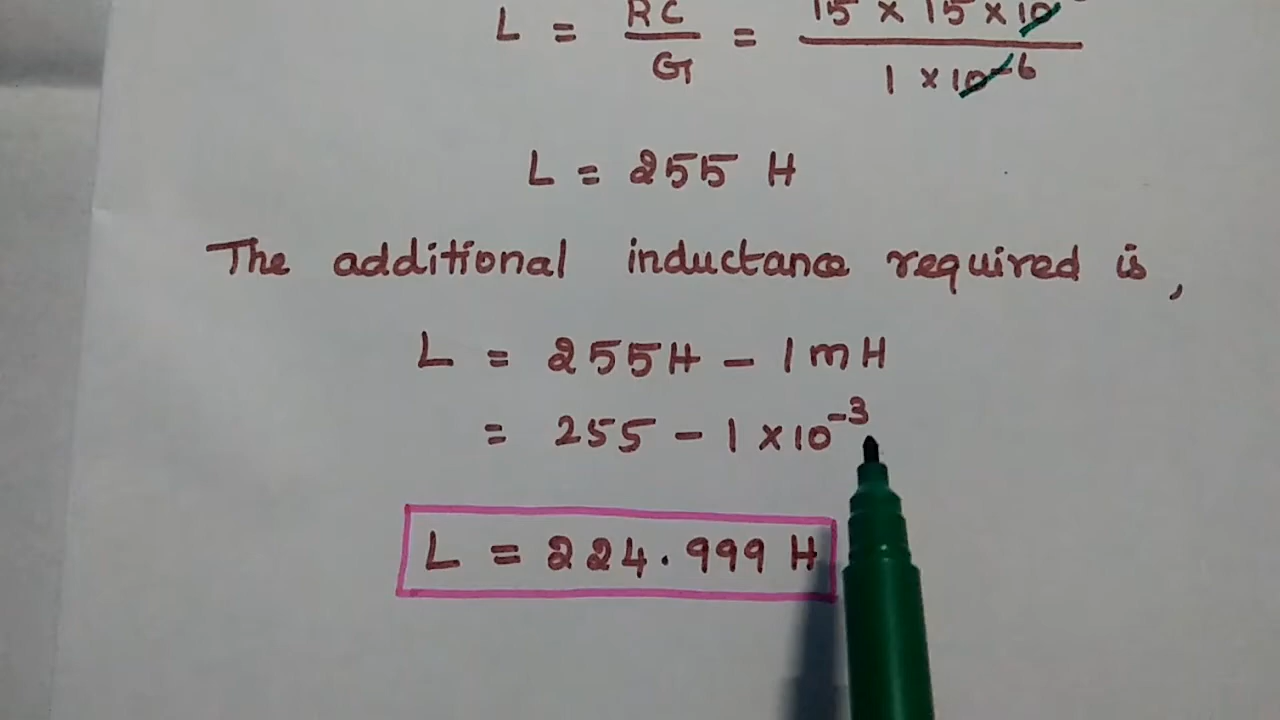 L = RC/G = 15 × 15 × 10 / 1 × 10⁻⁶
L = 255 H
The additional inductance required is,
L = 255H - 1mH
= 255 - 1 × 10⁻³
L = 224.999 H